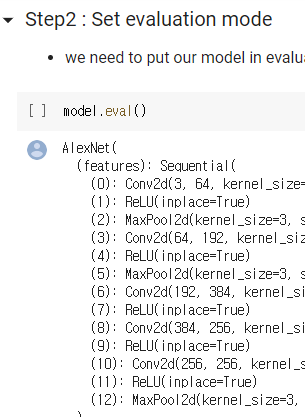 Step2 : Set evaluation mode
we need to put our model in evalu
[ ] model.eval()
AlexNet(
(features): Sequential(
(0): Conv2d(3, 64, kernel_size=
(1): ReLU(inplace=True)
(2): MaxPool2d(kernel_size=3, s
(3): Conv2d(64, 192, kernel_si
(4): ReLU(inplace=True)
(5): MaxPool2d(kernel_size=3, s
(6): Conv2d(192, 384, kernel_si
(7): ReLU(inplace=True)
(8): Conv2d(384, 256, kernel_si
(9): ReLU(inplace=True)
(10): Conv2d(256, 256, kernel_s
(11): ReLU(inplace=True)
(12): MaxPool2d(kernel_size=3,
)